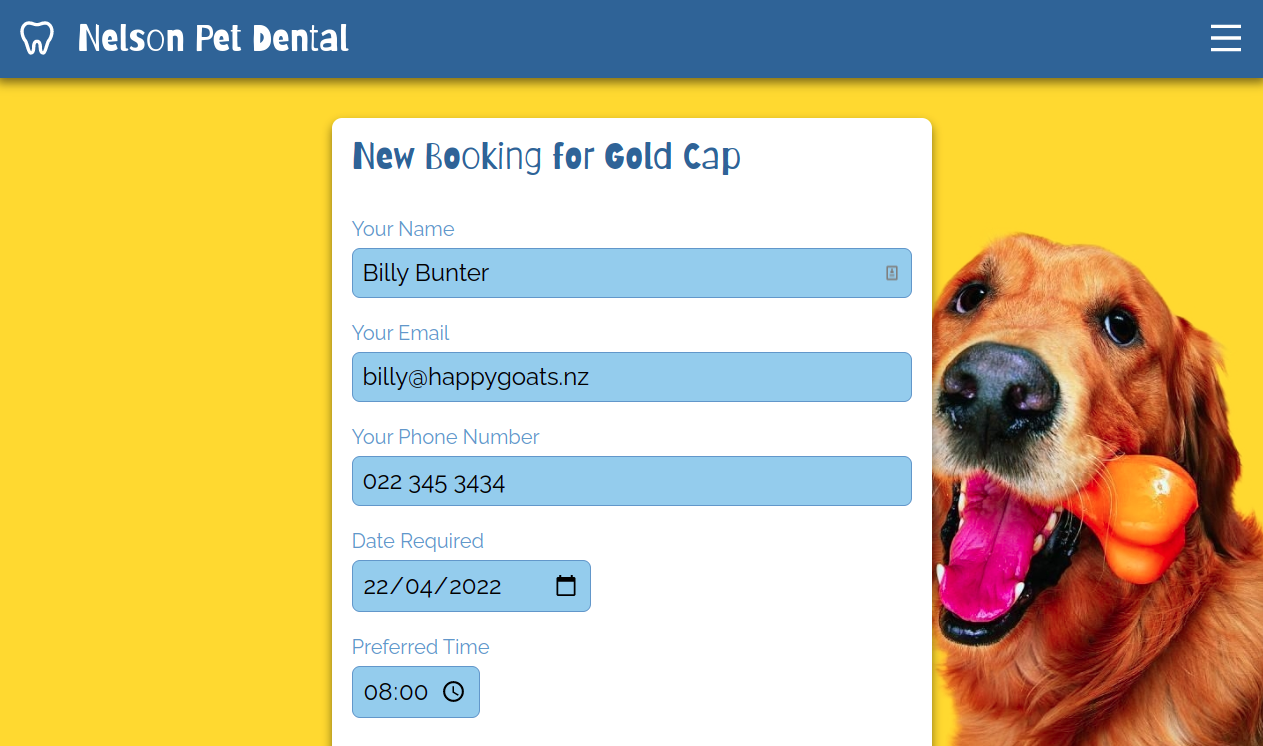 Nelson Pet Dental
New Booking for Gold Cap
Your Name
Billy Bunter
Your Email
billy@happygoats.nz
Your Phone Number
022 345 3434
Date Required
22/04/2022
Preferred Time
08:00